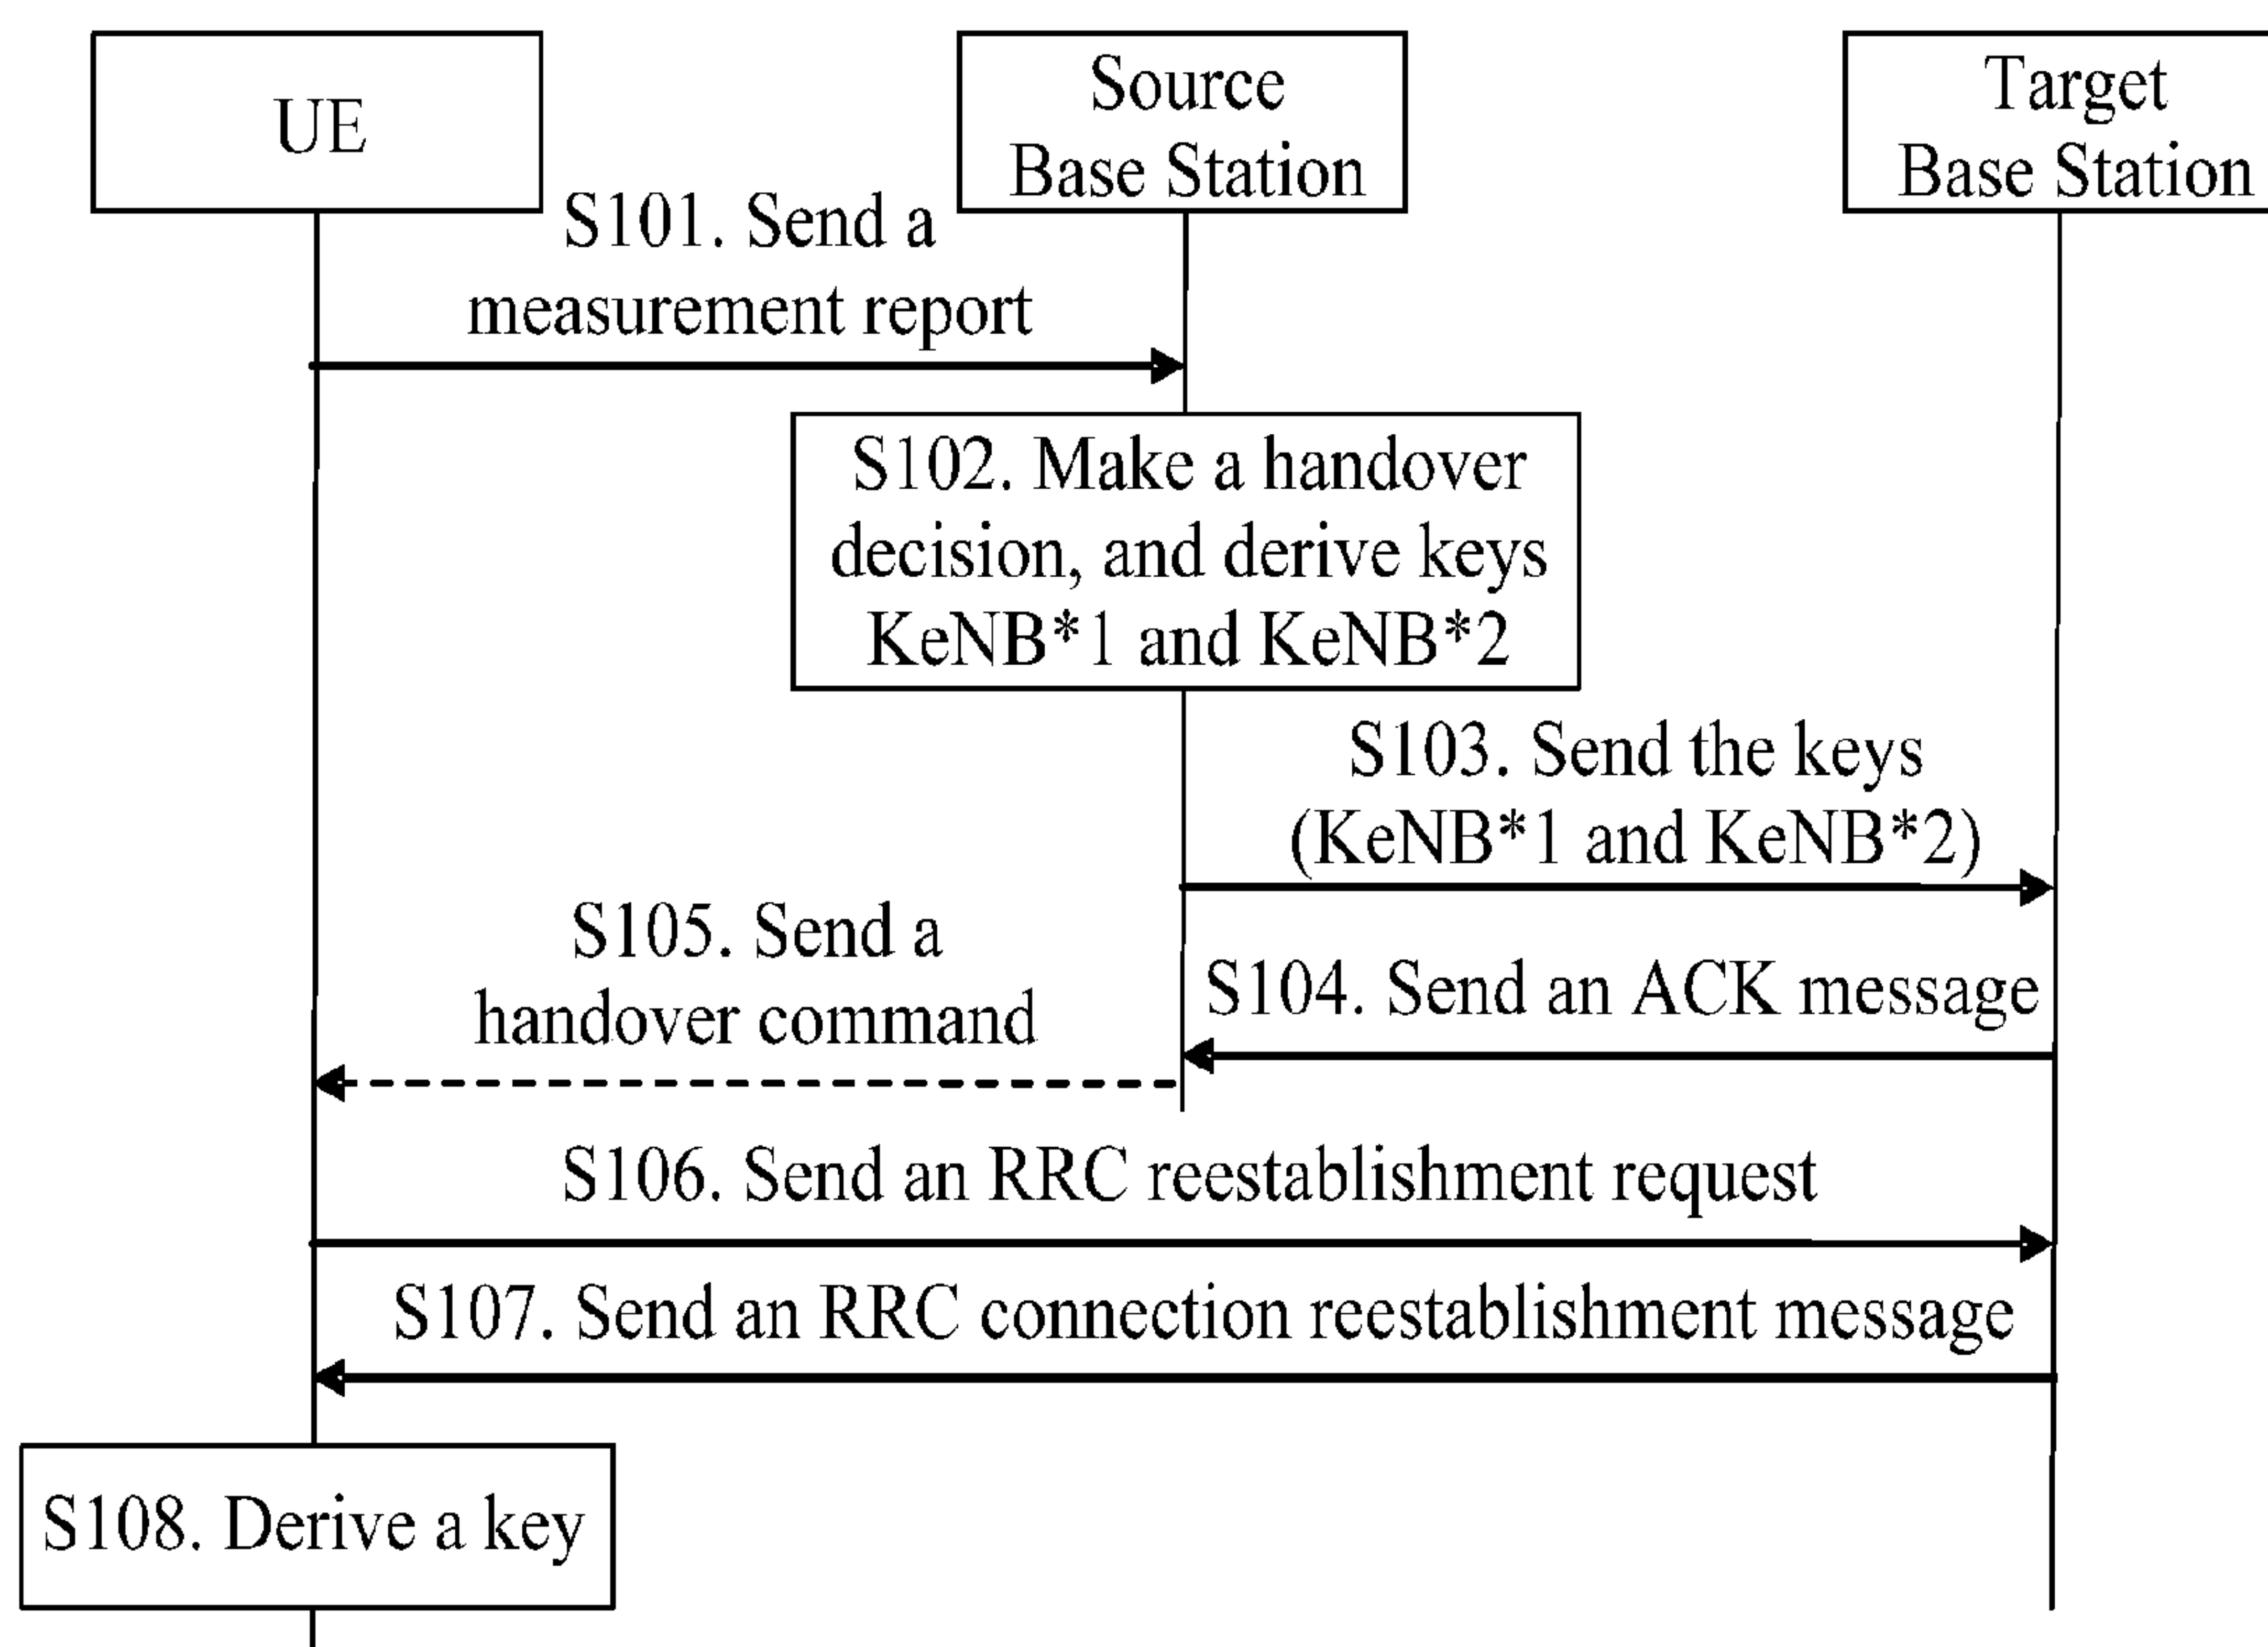 UE
Source
Base Station
Target
Base Station
S101. Send a
measurement report
S102. Make a handover
decision, and derive keys
KeNB*1 and KeNB*2
S103. Send the keys
(KeNB*1 and KeNB*2)
S104. Send an ACK message
S105. Send a
handover command
S106. Send an RRC reestablishment request
S107. Send an RRC connection reestablishment message
S108. Derive a key